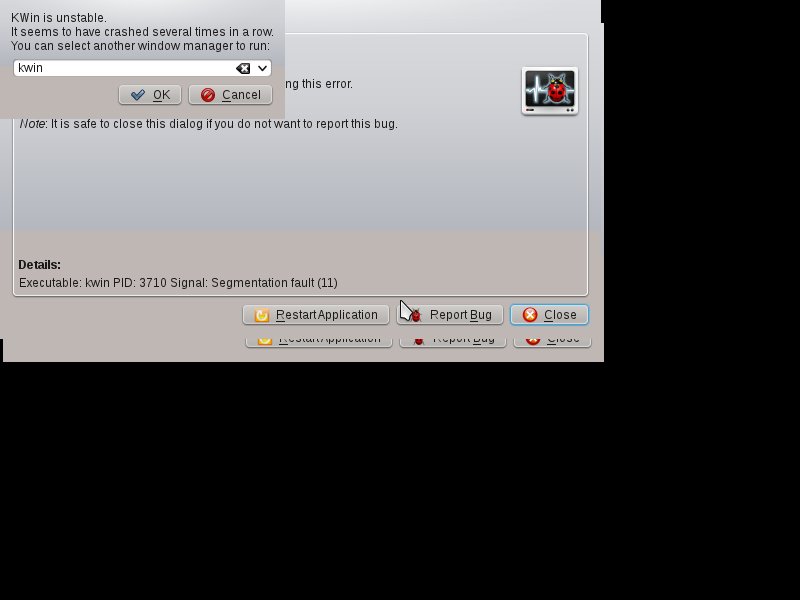 KWin is unstable.
It seems to have crashed several times in a row.
You can select another window manager to run:
kwin
OK Cancel
ng this error.
Note: It is safe to close this dialog if you do not want to report this bug.
Details:
Executable: kwin PID: 3710 Signal: Segmentation fault (11)
Restart Application Report Bug Close
Restart Application Report Bug Close